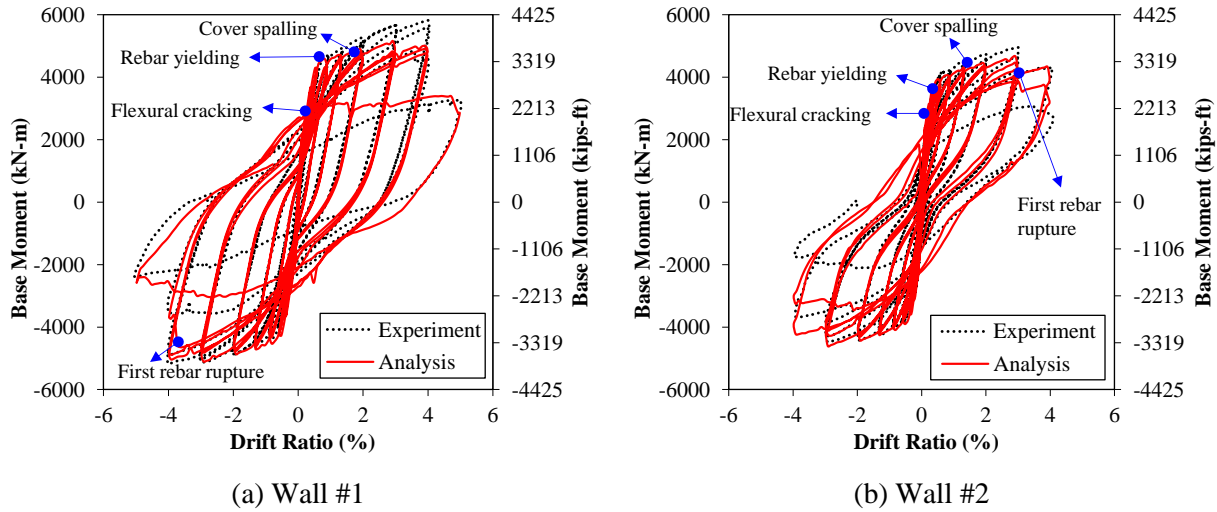 6000
4000
2000
0
-2000
-4000
-6000
Base Moment (kN-m)
4425
3319
2213
1106
0
-1106
-2213
-3319
-4425
Base Moment (kips-ft)
Cover spalling
Rebar yielding
Flexural cracking
First rebar rupture
Experiment
Analysis
-6 -4 -2 0 2 4 6
Drift Ratio (%)
(a) Wall #1
6000
4000
2000
0
-2000
-4000
-6000
Base Moment (kN-m)
4425
3319
2213
1106
0
-1106
-2213
-3319
-4425
Base Moment (kips-ft)
Cover spalling
Rebar yielding
Flexural cracking
First rebar
rupture
Experiment
Analysis
-6 -4 -2 0 2 4 6
Drift Ratio (%)
(b) Wall #2